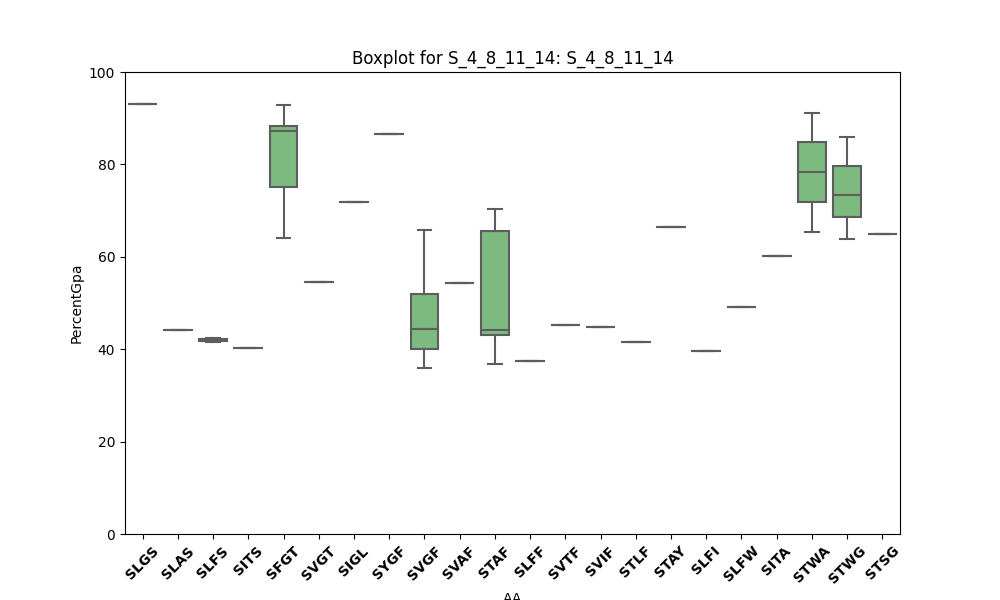 Boxplot for S_4_8_11_14: S_4_8_11_14
PercentGpa
100
80
60
40
20
0
SLGS
SLAS
SLFS
SITS
SFGT
SVGT
SIGL
SYGF
SVGF
SVAF
STAF
SLFF
SVTF
SVIF
STLF
STAY
SLFI
SLFW
SITA
STWA
STWG
STSG
AA